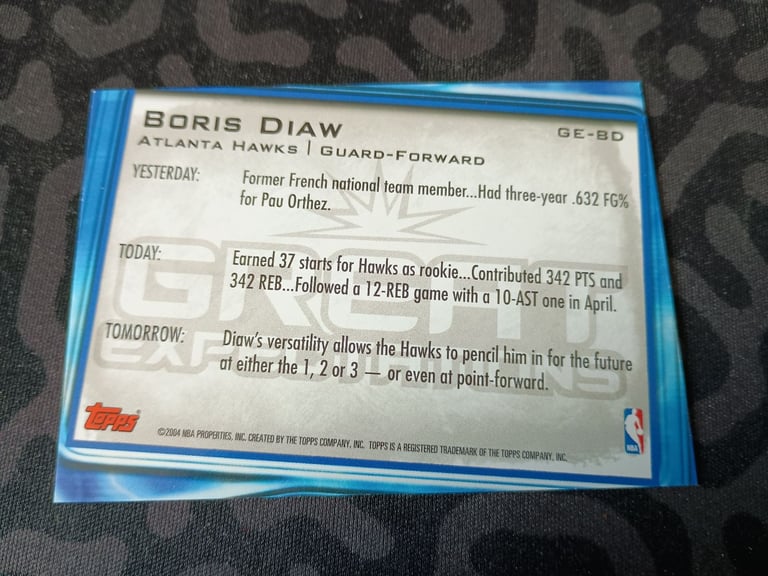 BORIS DIAW
GE-BD
ATLANTA HAWKS | GUARD-FORWARD
YESTERDAY:
Former French national team member...Had three-year .632 FG%
for Pau Orthez.
TODAY:
Earned 37 starts for Hawks as rookie...Contributed 342 PTS and
342 REB...Followed a 12-REB game with a 10-AST one in April.
TOMORROW:
Diaw's versatility allows the Hawks to pencil him in for the future
at either the 1, 2 or 3 — or even at point-forward.
GREAT
EXPECTATIONS
topps®
©2004 NBA PROPERTIES, INC. CREATED BY THE TOPPS COMPANY, INC. TOPPS IS A REGISTERED TRADEMARK OF THE TOPPS COMPANY, INC.
NBA